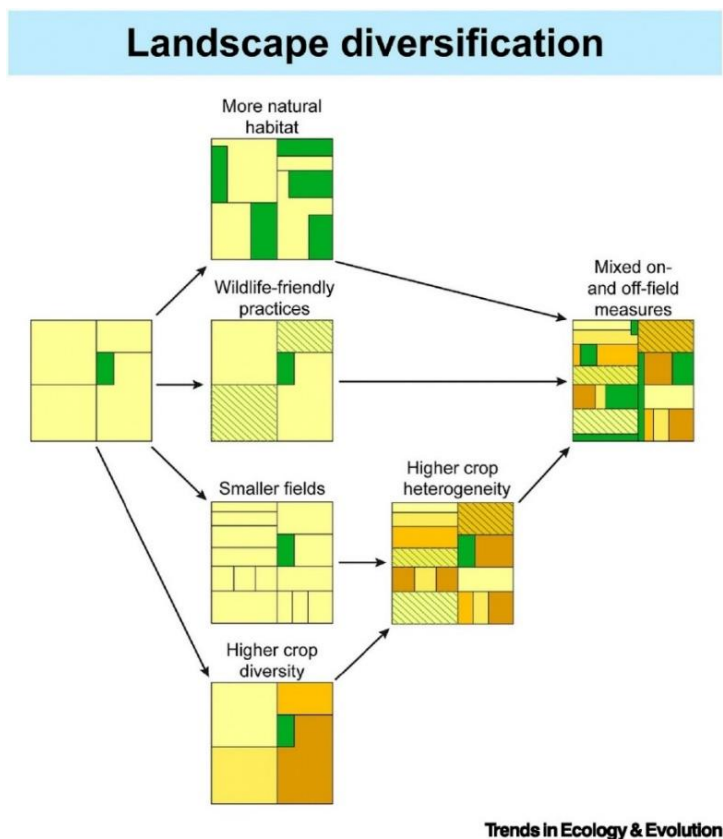 Landscape diversification
More natural
habitat
Wildlife-friendly
practices
Mixed on-
and off-field
measures
Smaller fields
Higher crop
heterogeneity
Higher crop
diversity
Trends in Ecology & Evolution